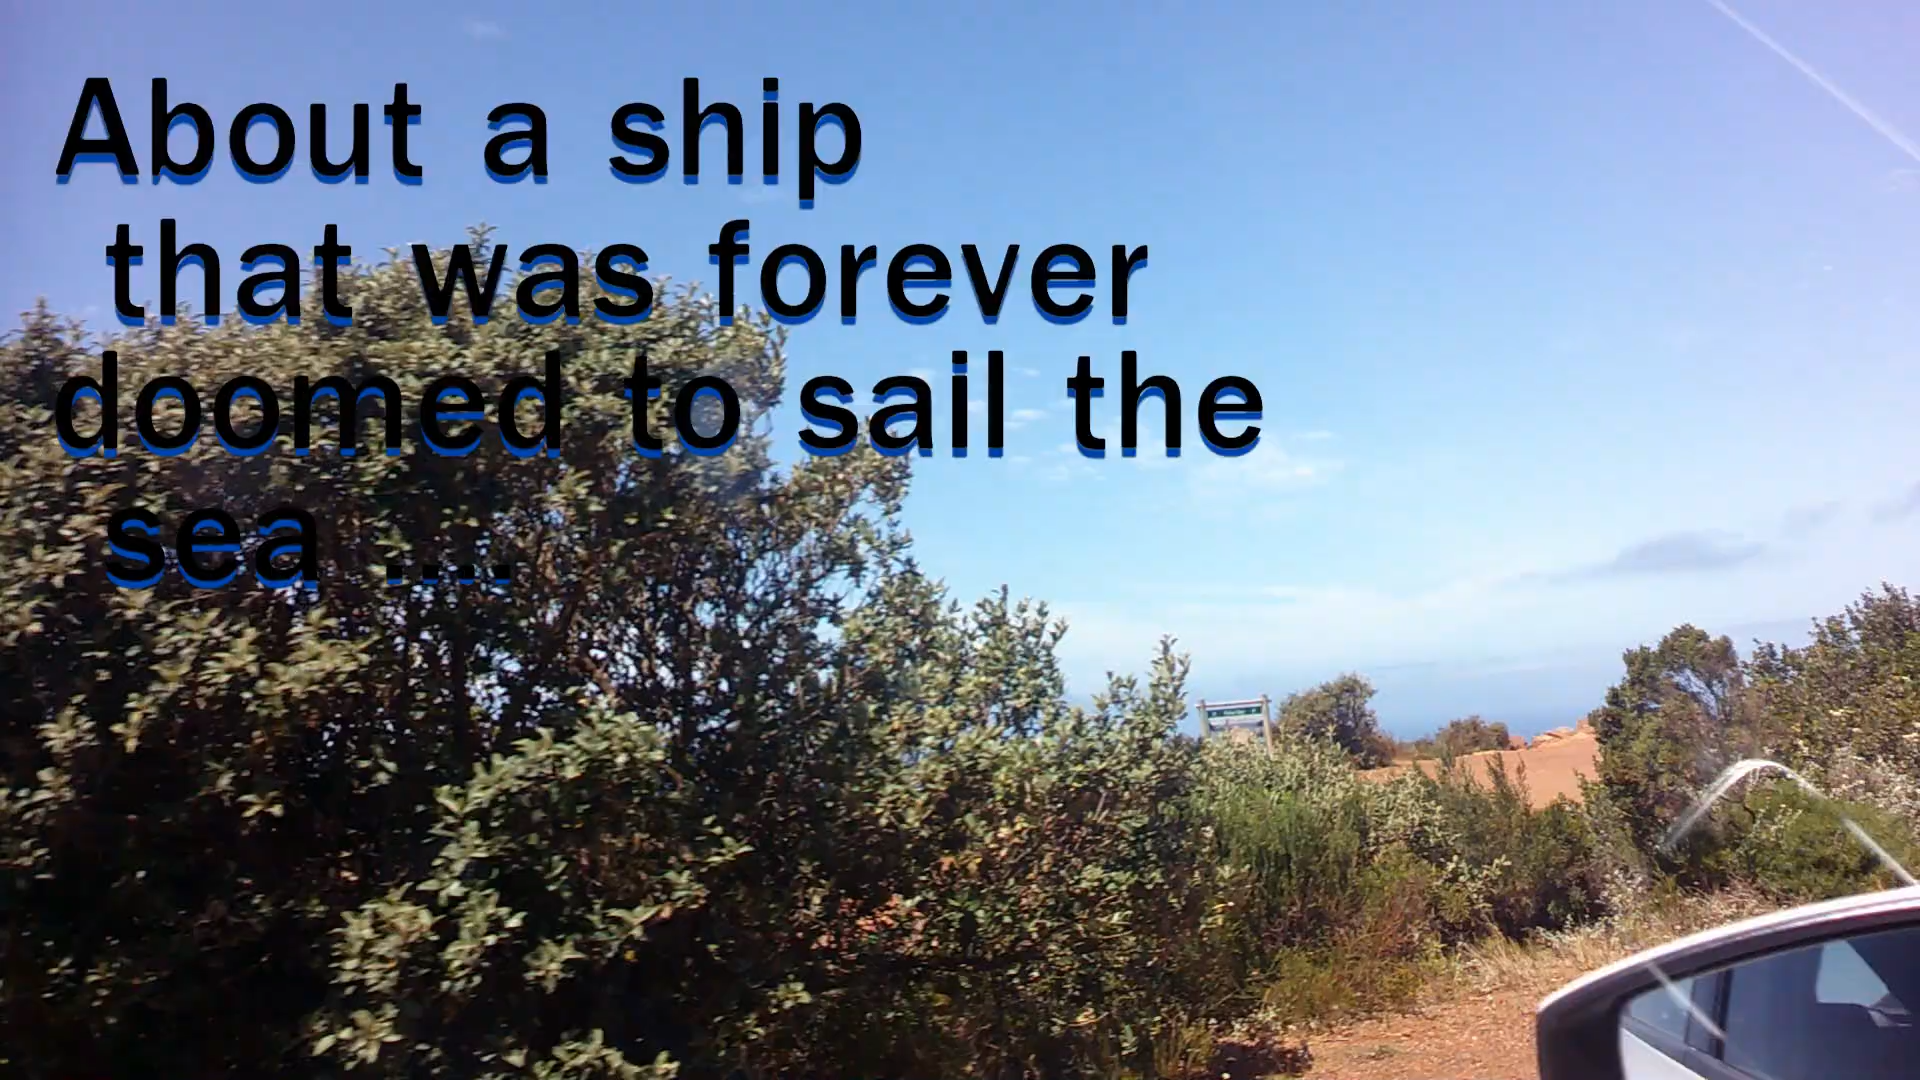 About a ship
that was forever
doomed to sail the
sea ....